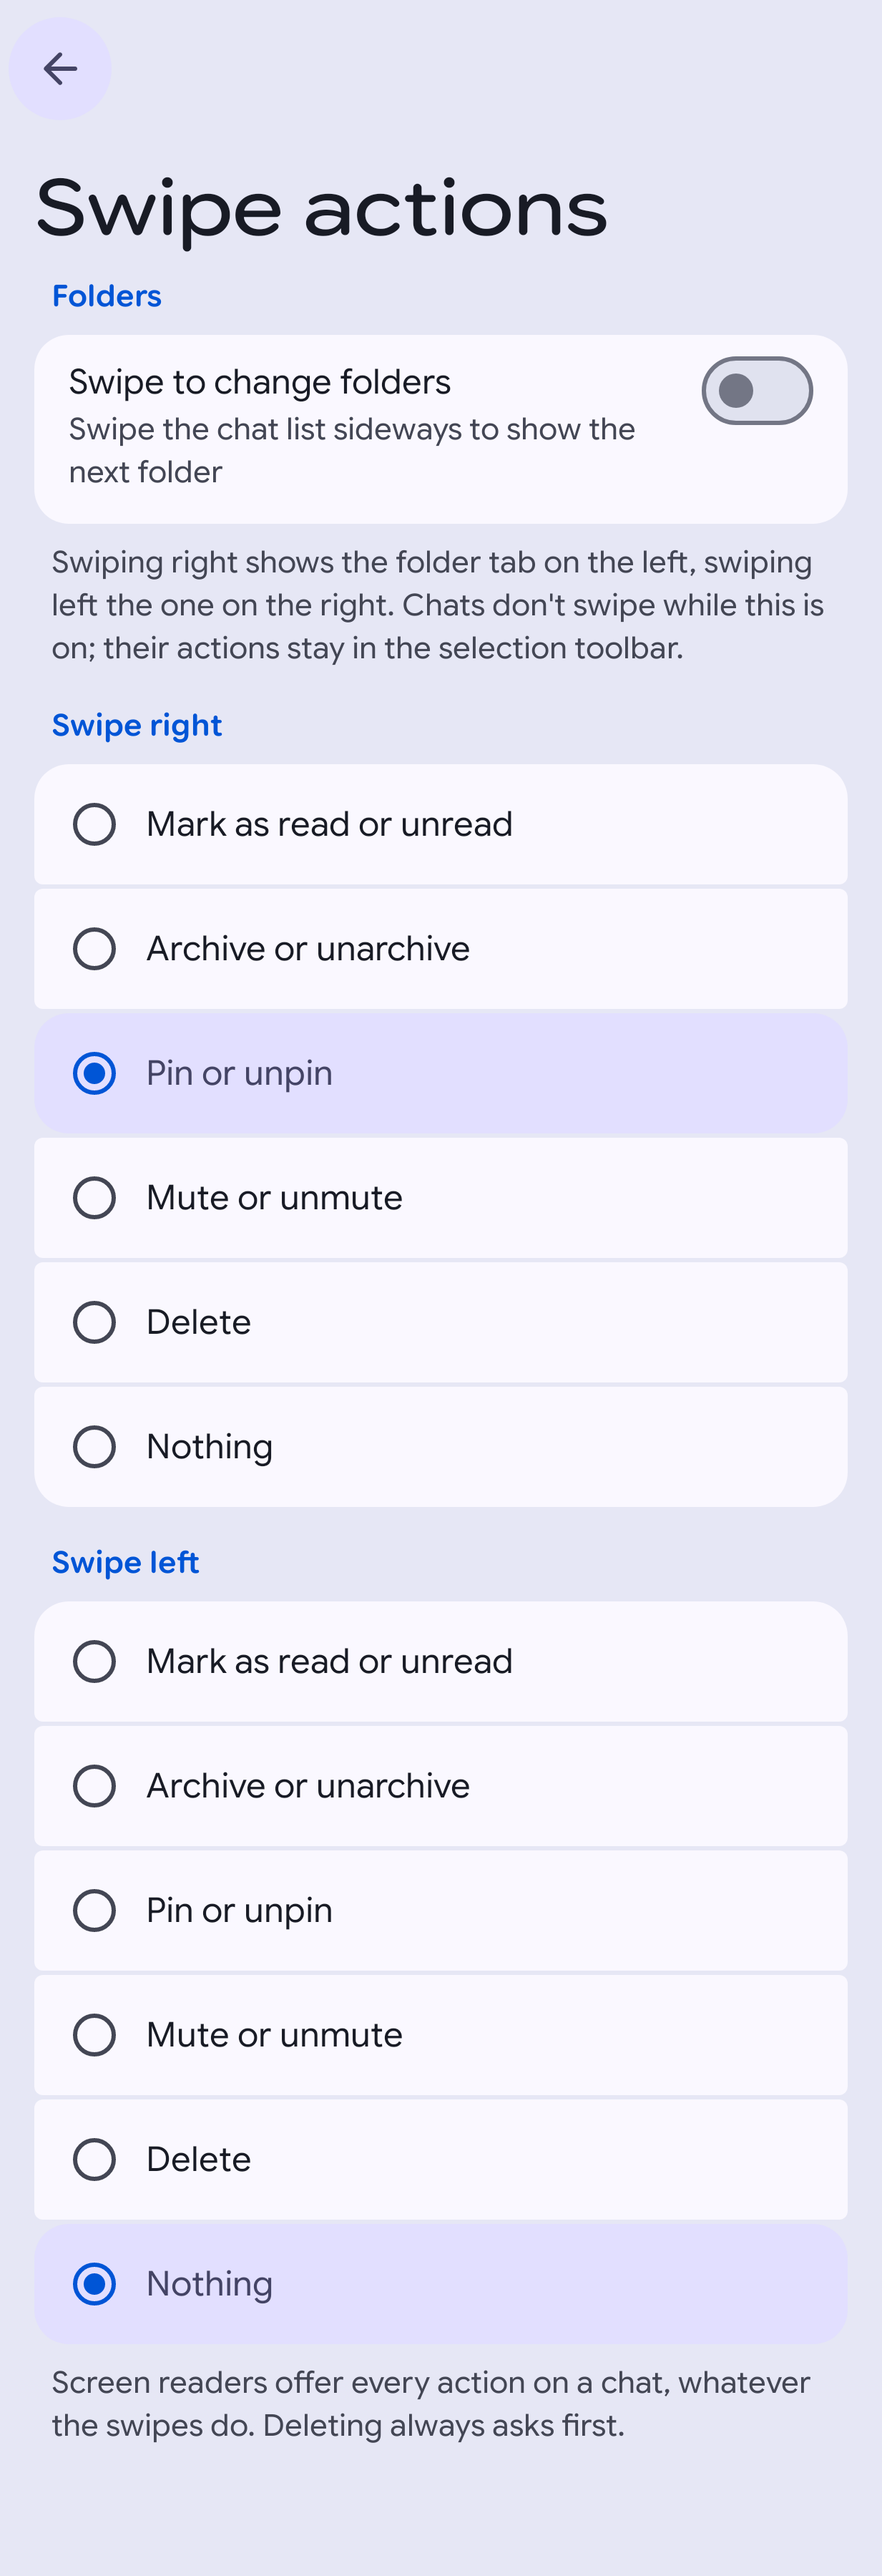 Swipe actions
Folders
Swipe to change folders
Swipe the chat list sideways to show the
next folder
Swiping right shows the folder tab on the left, swiping
left the one on the right. Chats don't swipe while this is
on; their actions stay in the selection toolbar.
Swipe right
Mark as read or unread
Archive or unarchive
Pin or unpin
Mute or unmute
Delete
Nothing
Swipe left
Mark as read or unread
Archive or unarchive
Pin or unpin
Mute or unmute
Delete
Nothing
Screen readers offer every action on a chat, whatever
the swipes do. Deleting always asks first.